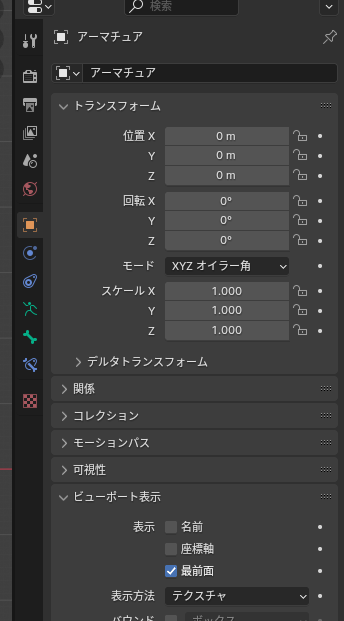 検索
アーマチュア
アーマチュア
トランスフォーム
位置 X 0 m
Y 0 m
Z 0 m
回転 X 0°
Y 0°
Z 0°
モード XYZ オイラー角
スケール X 1.000
Y 1.000
Z 1.000
デルタトランスフォーム
関係
コレクション
モーションパス
可視性
ビューポート表示
表示 名前
座標軸
最前面
表示方法 テクスチャ
バウンド ボックス